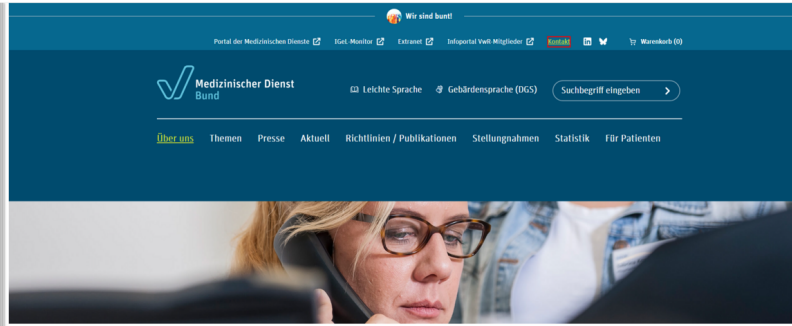 Wir sind bunt!
Portal der Medizinischen Dienste IGeL-Monitor Extranet Infoportal VwR-Mitglieder Kontakt Warenkorb (0)
Medizinischer Dienst
Bund
Leichte Sprache Gebärdensprache (DGS) Suchbegriff eingeben
Über uns Themen Presse Aktuell Richtlinien / Publikationen Stellungnahmen Statistik Für Patienten